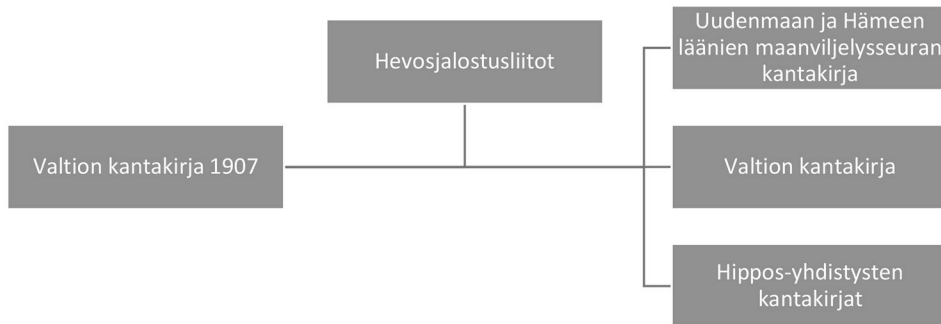 Valtion kantakirja 1907
Hevosjalostusliitot
Uudenmaan ja Hämeen
läänien maanviljelysseuran
kantakirja
Valtion kantakirja
Hippos-yhdistysten
kantakirjat